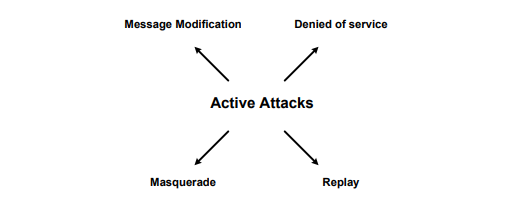 Message Modification
Denied of service
Active Attacks
Masquerade
Replay